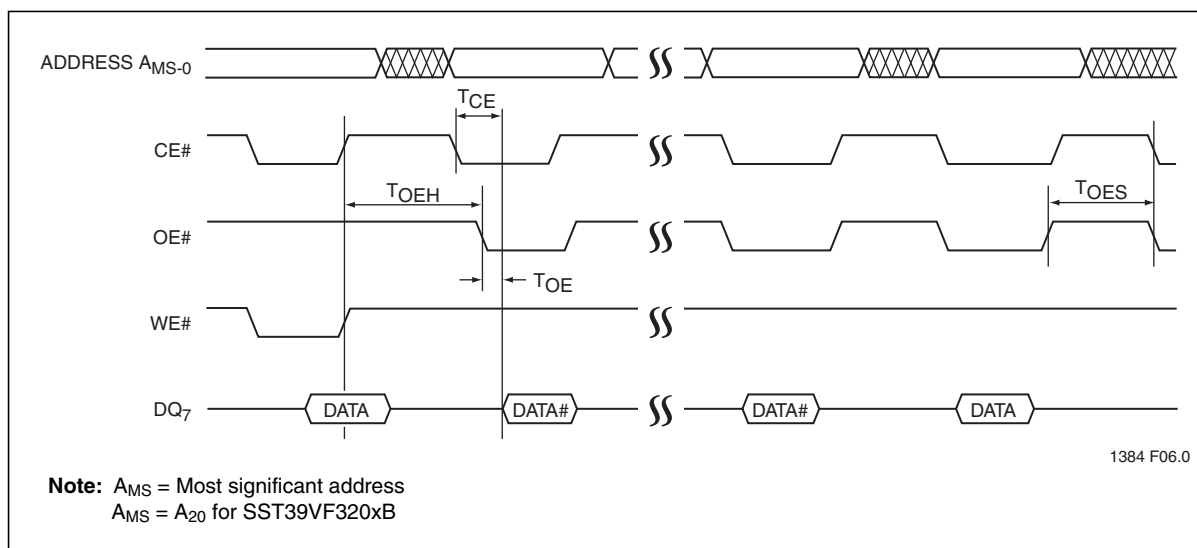 ADDRESS AMS-0
TCE
CE#
TOEH
TOES
OE#
TOE
WE#
DQ7
DATA
DATA#
DATA#
DATA
1384 F06.0
Note: AMS = Most significant address
AMS = A20 for SST39VF320xB